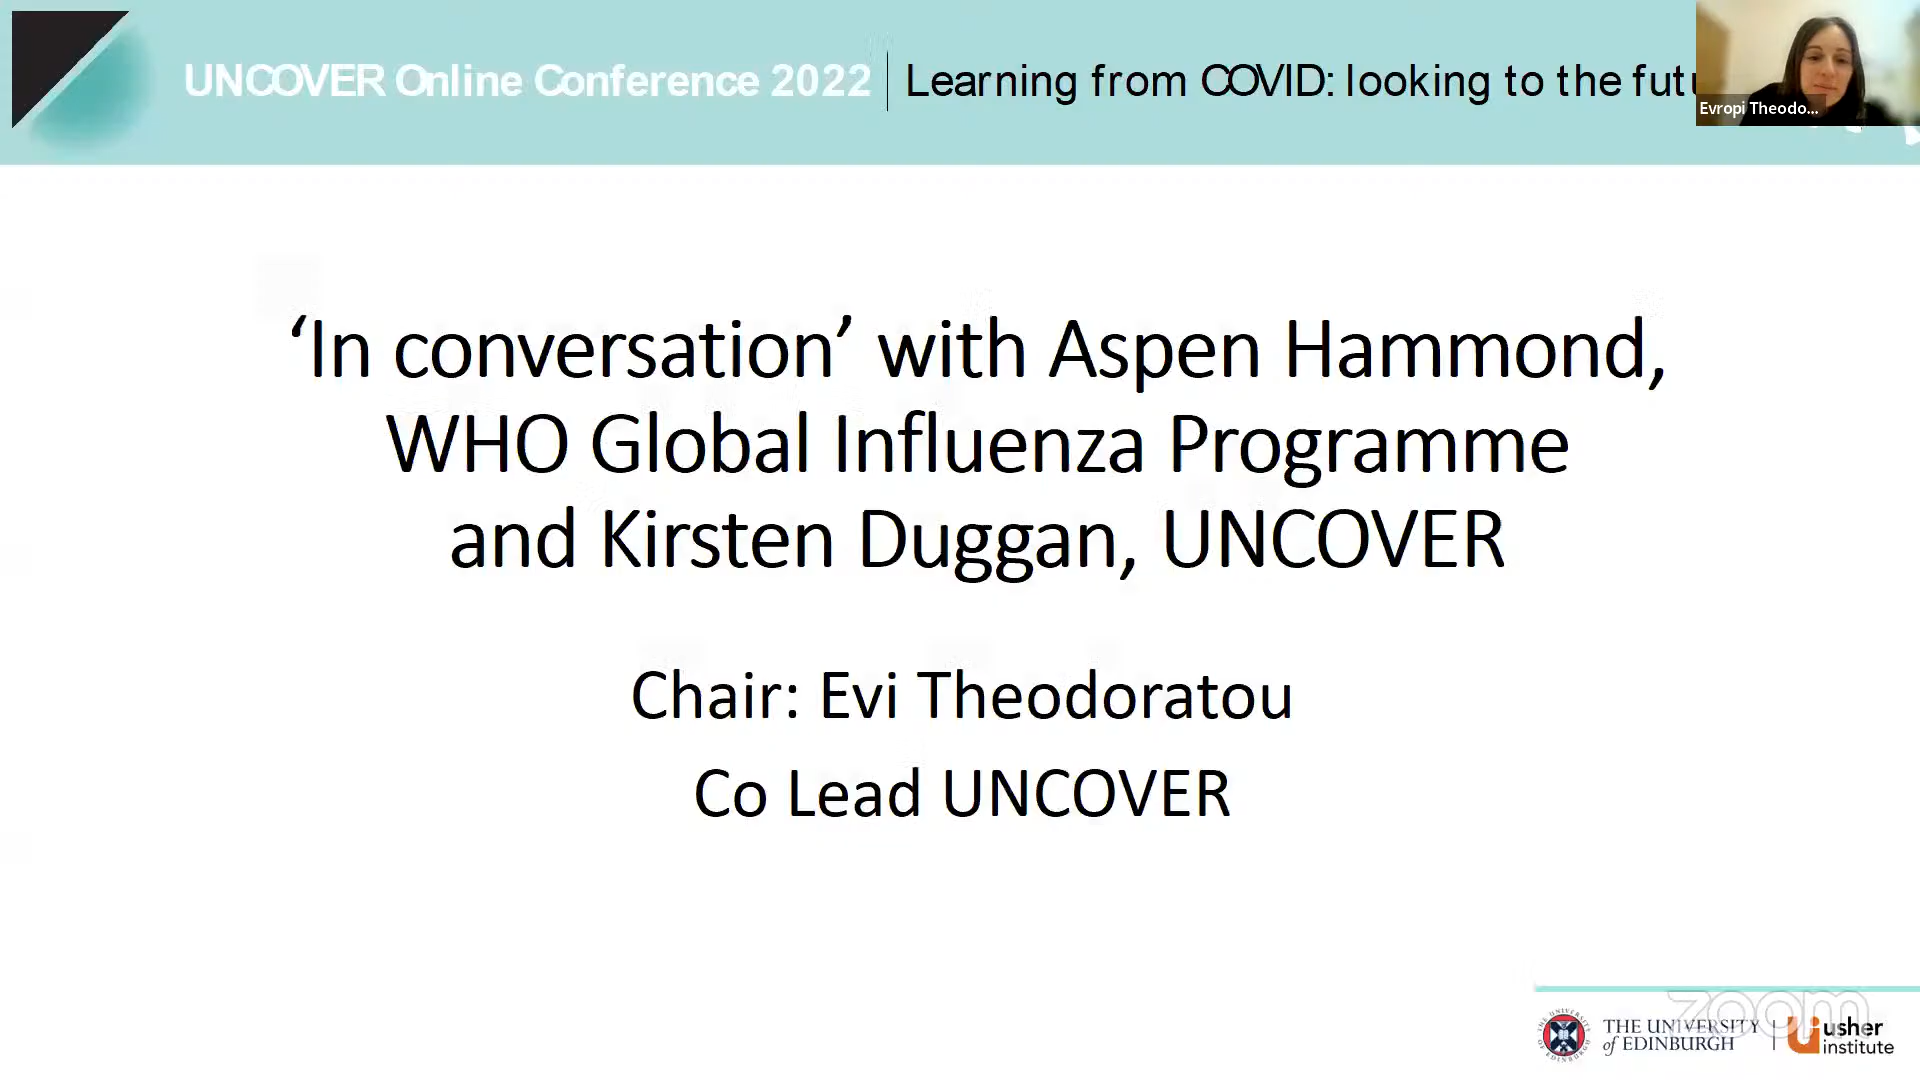 UNCOVER Online Conference 2022 Learning from COVID: looking to the futu
Evropi Theodo...
‘In conversation’ with Aspen Hammond,
WHO Global Influenza Programme
and Kirsten Duggan, UNCOVER
Chair: Evi Theodoratou
Co Lead UNCOVER
zoom
THE UNIVERSITY
of EDINBURGH
usher
institute